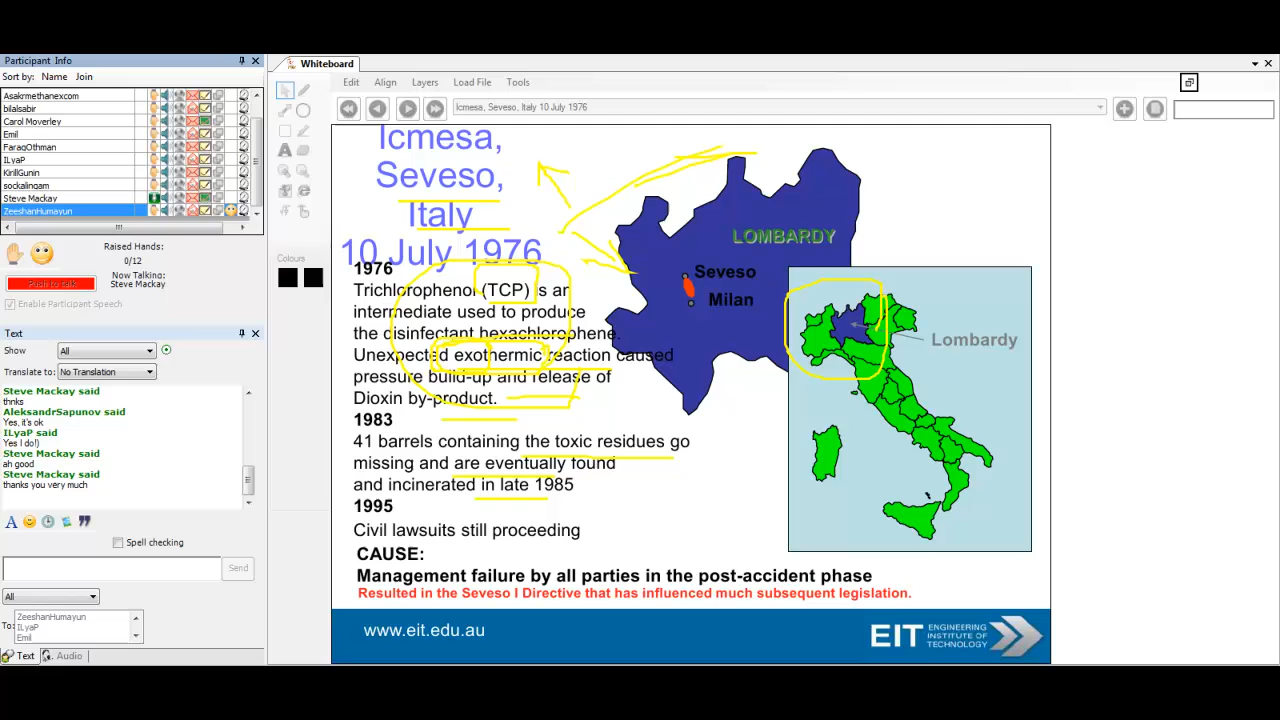 Participant Info
Sort by: Name Join
Asakrmethanexcom
bilalsabir
Carol Moverley
Emil
FaragOthman
ILyaP
KirillGunin
sockalingam
Steve Mackay
ZeeshanHumayun
Raised Hands:
0/12
Now Talking:
Steve Mackay
Push to talk
Enable Participant Speech
Text
Show All
Translate to: No Translation
Steve Mackay said
thnks
AleksandrSapunov said
Yes, it's ok
ILyaP said
Yes I do!)
Steve Mackay said
ah good
Steve Mackay said
thanks you very much
Spell checking
Send
All
To:
ZeeshanHumayun
ILyaP
Emil
Text Audio
Whiteboard
Edit Align Layers Load File Tools
Icmesa, Seveso, Italy 10 July 1976
Colours
Icmesa,
Seveso,
Italy
10 July 1976
1976
Trichlorophenol (TCP) is an
intermediate used to produce
the disinfectant hexachlorophene.
Unexpected exothermic reaction caused
pressure build-up and release of
Dioxin by-product.
1983
41 barrels containing the toxic residues go
missing and are eventually found
and incinerated in late 1985
1995
Civil lawsuits still proceeding
CAUSE:
Management failure by all parties in the post-accident phase
Resulted in the Seveso I Directive that has influenced much subsequent legislation.
LOMBARDY
Seveso
Milan
Lombardy
www.eit.edu.au
EIT ENGINEERING
INSTITUTE OF
TECHNOLOGY